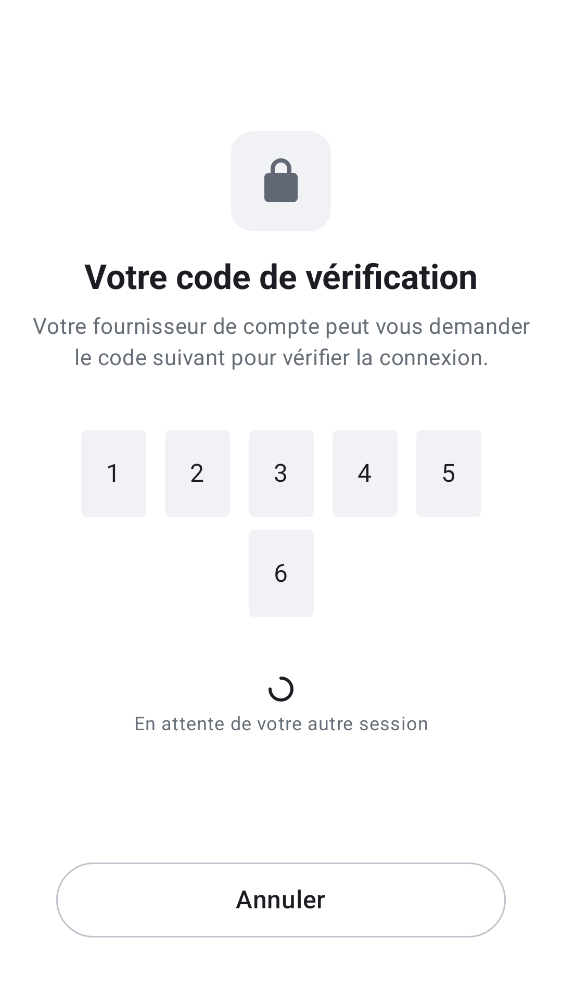 Votre code de vérification
Votre fournisseur de compte peut vous demander
le code suivant pour vérifier la connexion.
1 2 3 4 5
6
En attente de votre autre session
Annuler